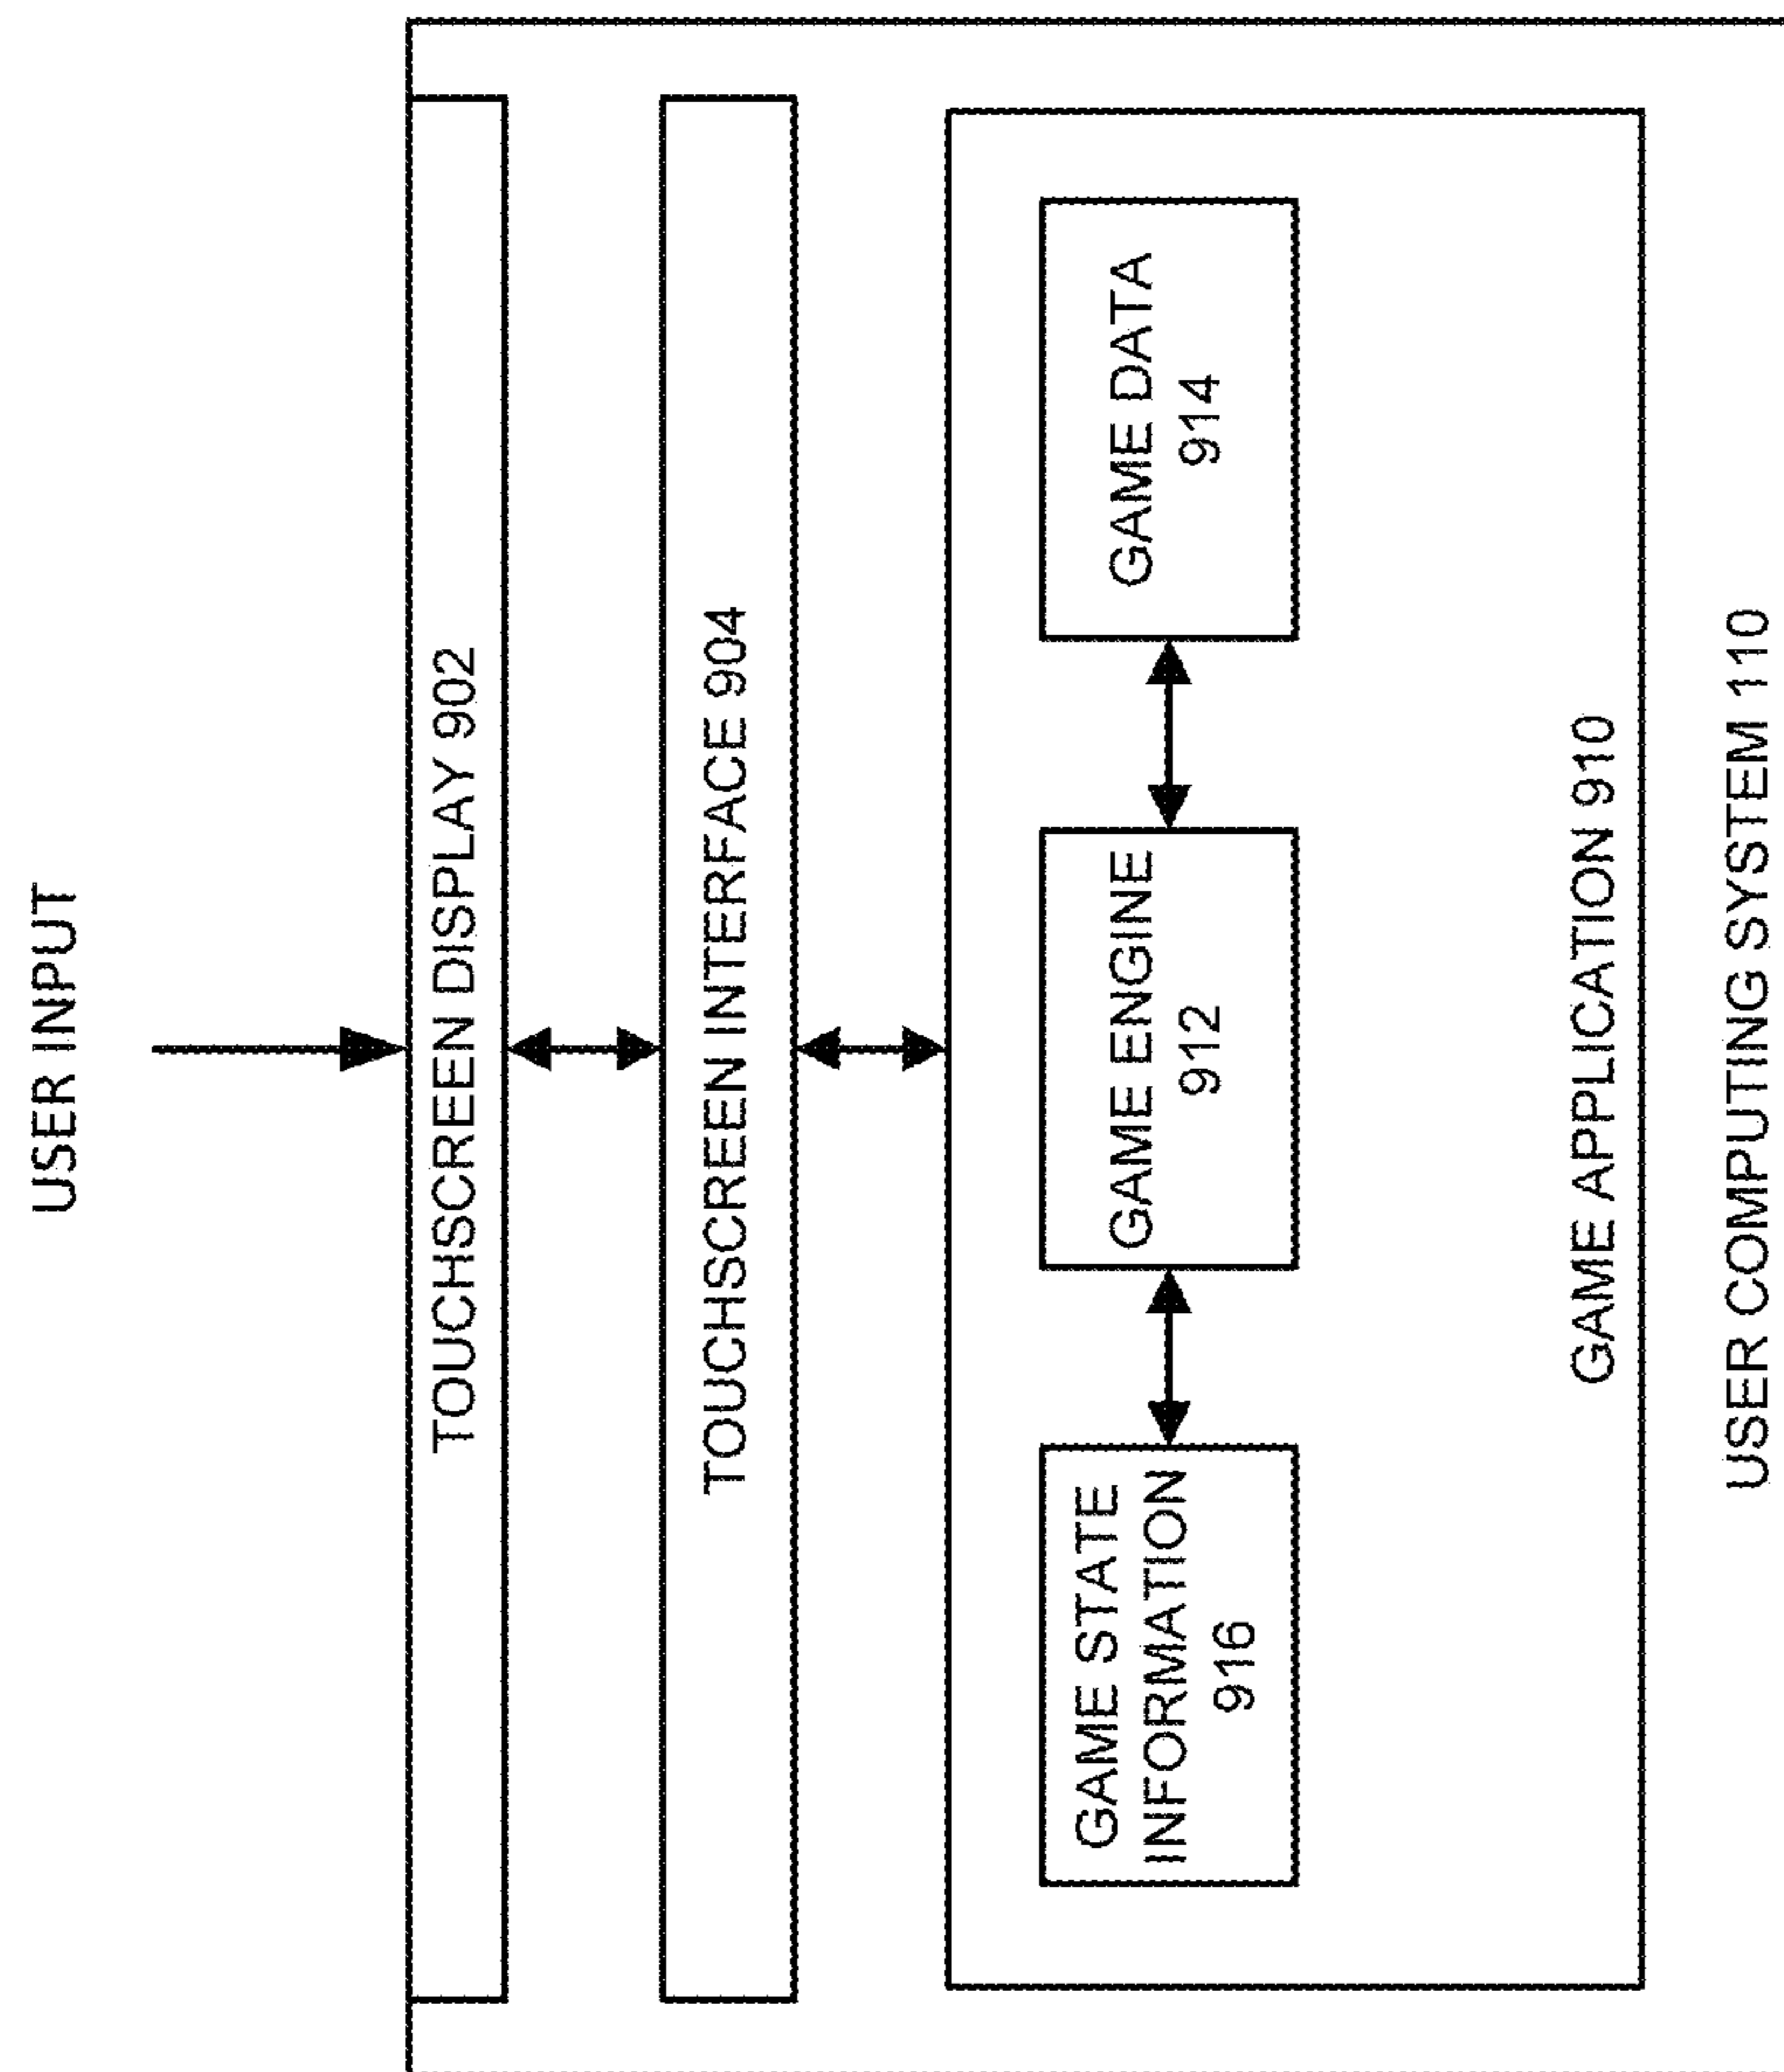 USER INPUT
TOUCHSCREEN DISPLAY 902
TOUCHSCREEN INTERFACE 904
GAME STATE
INFORMATION
916
GAME ENGINE
912
GAME DATA
914
GAME APPLICATION 910
USER COMPUTING SYSTEM 110